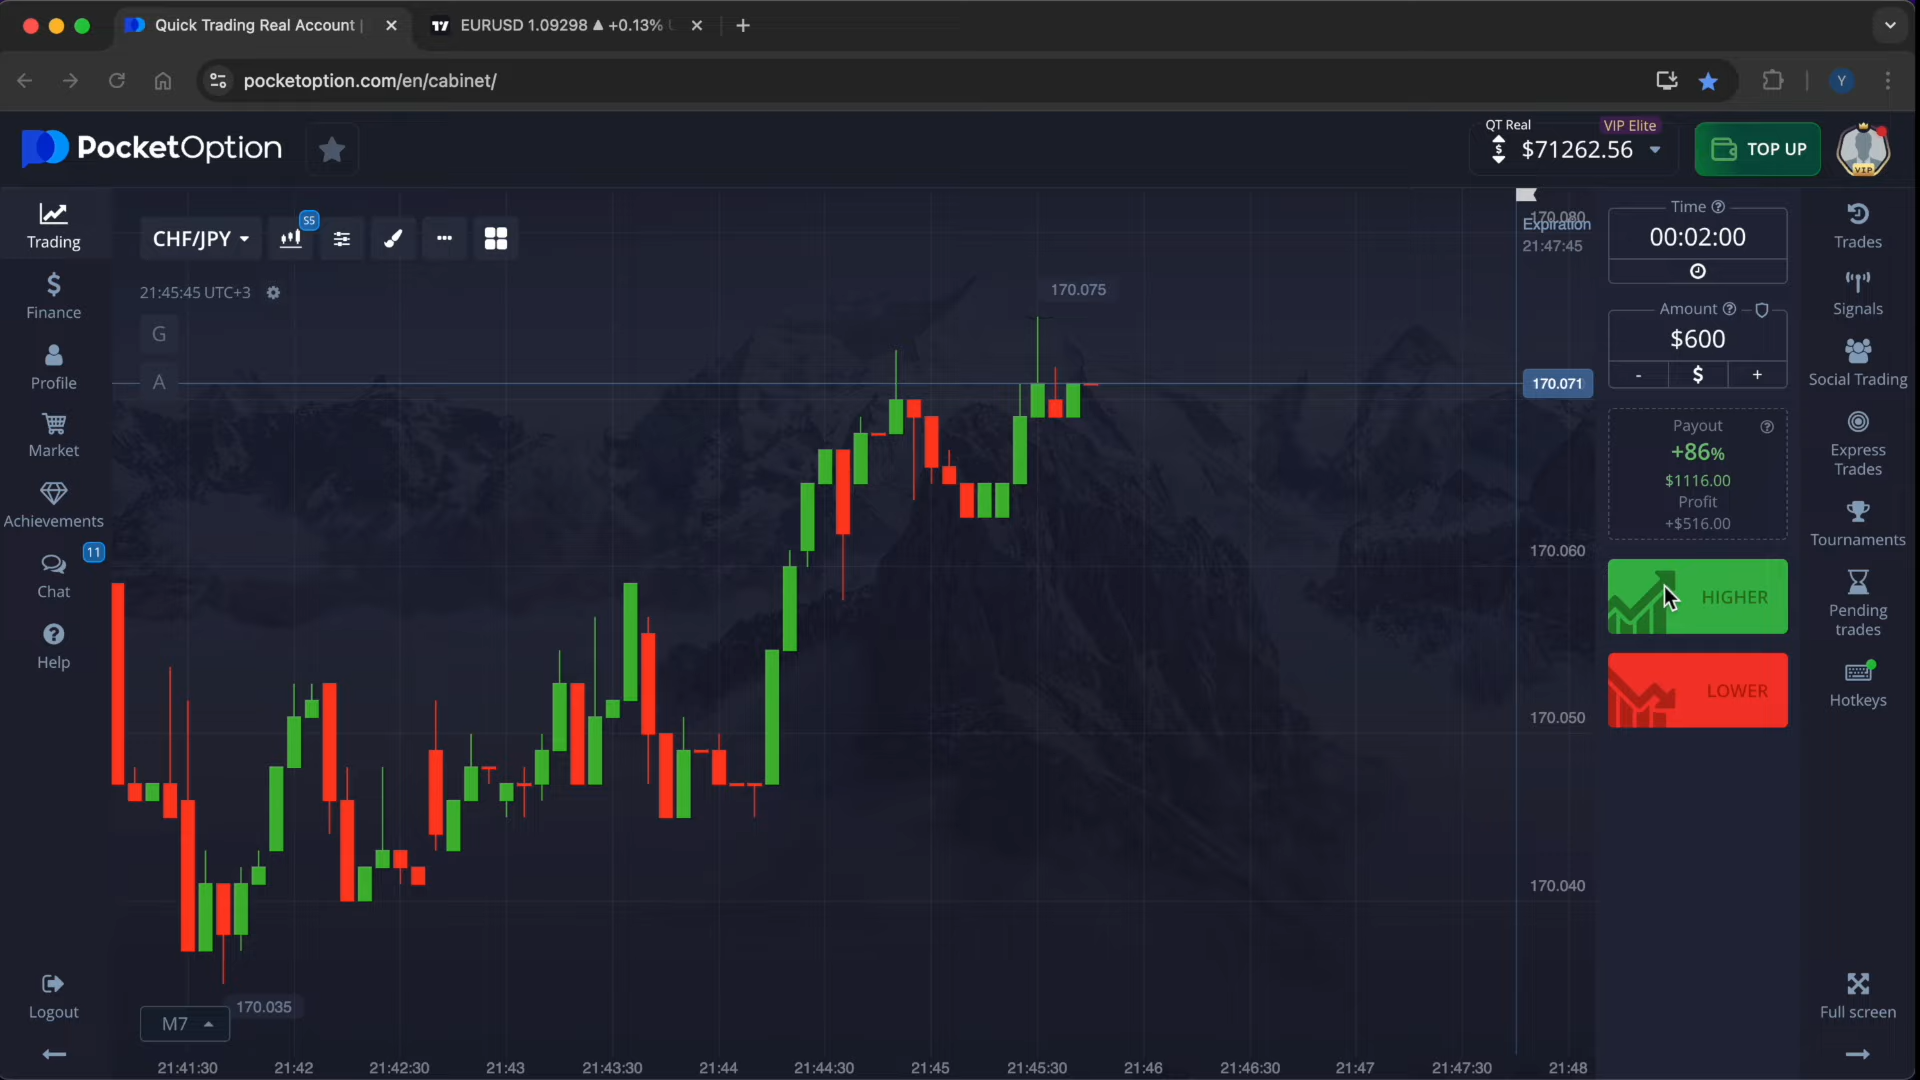 Quick Trading Real Account |
EURUSD 1.09298 ▲ +0.13%
pocketoption.com/en/cabinet/
Y
PocketOption
QT Real
VIP Elite
$71262.56
TOP UP
VIP
Trading
Finance
Profile
Market
Achievements
11
Chat
Help
Logout
CHF/JPY
S5
21:45:45 UTC+3
G
A
170.075
170.035
M7
170.080
Expiration
21:47:45
170.071
170.060
170.050
170.040
21:41:30
21:42
21:42:30
21:43
21:43:30
21:44
21:44:30
21:45
21:45:30
21:46
21:46:30
21:47
21:47:30
21:48
Time
00:02:00
Amount
$600
- $ +
Payout
+86%
$1116.00
Profit
+$516.00
HIGHER
LOWER
Trades
Signals
Social Trading
Express
Trades
Tournaments
Pending
trades
Hotkeys
Full screen